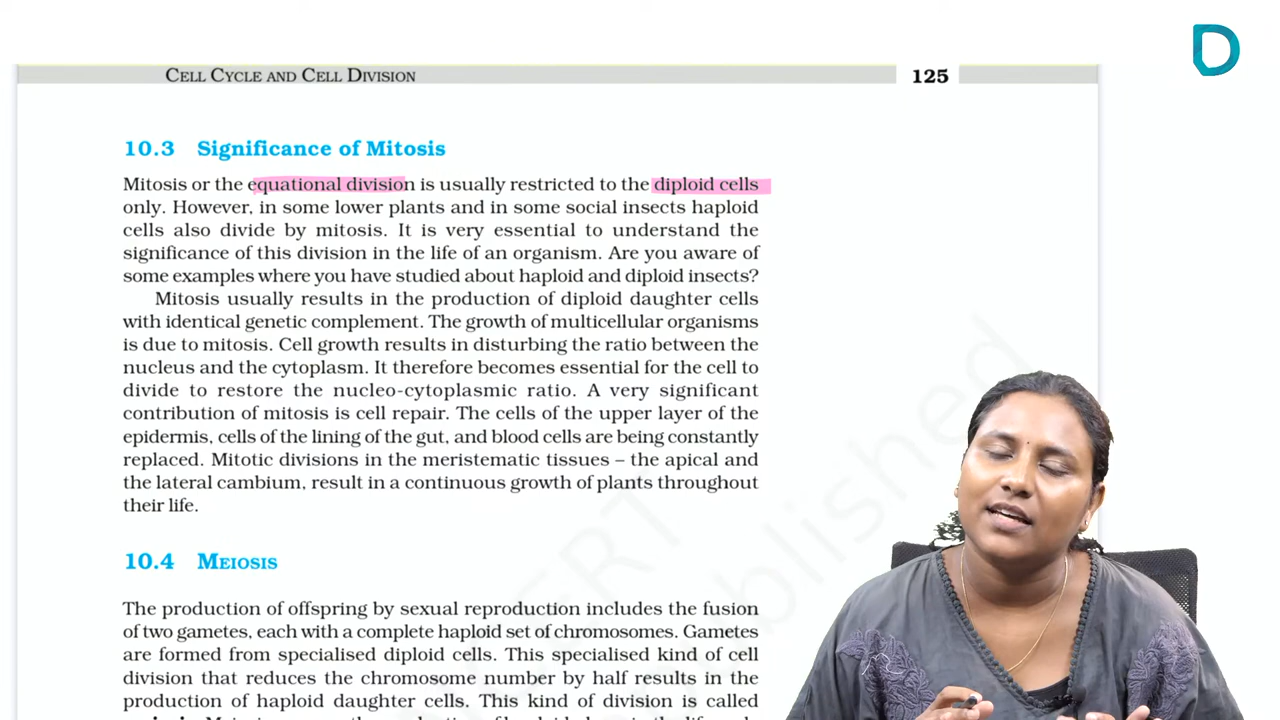 D
CELL CYCLE AND CELL DIVISION 125
10.3 Significance of Mitosis
Mitosis or the equational division is usually restricted to the diploid cells
only. However, in some lower plants and in some social insects haploid
cells also divide by mitosis. It is very essential to understand the
significance of this division in the life of an organism. Are you aware of
some examples where you have studied about haploid and diploid insects?
Mitosis usually results in the production of diploid daughter cells
with identical genetic complement. The growth of multicellular organisms
is due to mitosis. Cell growth results in disturbing the ratio between the
nucleus and the cytoplasm. It therefore becomes essential for the cell to
divide to restore the nucleo-cytoplasmic ratio. A very significant
contribution of mitosis is cell repair. The cells of the upper layer of the
epidermis, cells of the lining of the gut, and blood cells are being constantly
replaced. Mitotic divisions in the meristematic tissues – the apical and
the lateral cambium, result in a continuous growth of plants throughout
their life.
10.4 MEIOSIS
The production of offspring by sexual reproduction includes the fusion
of two gametes, each with a complete haploid set of chromosomes. Gametes
are formed from specialised diploid cells. This specialised kind of cell
division that reduces the chromosome number by half results in the
production of haploid daughter cells. This kind of division is called